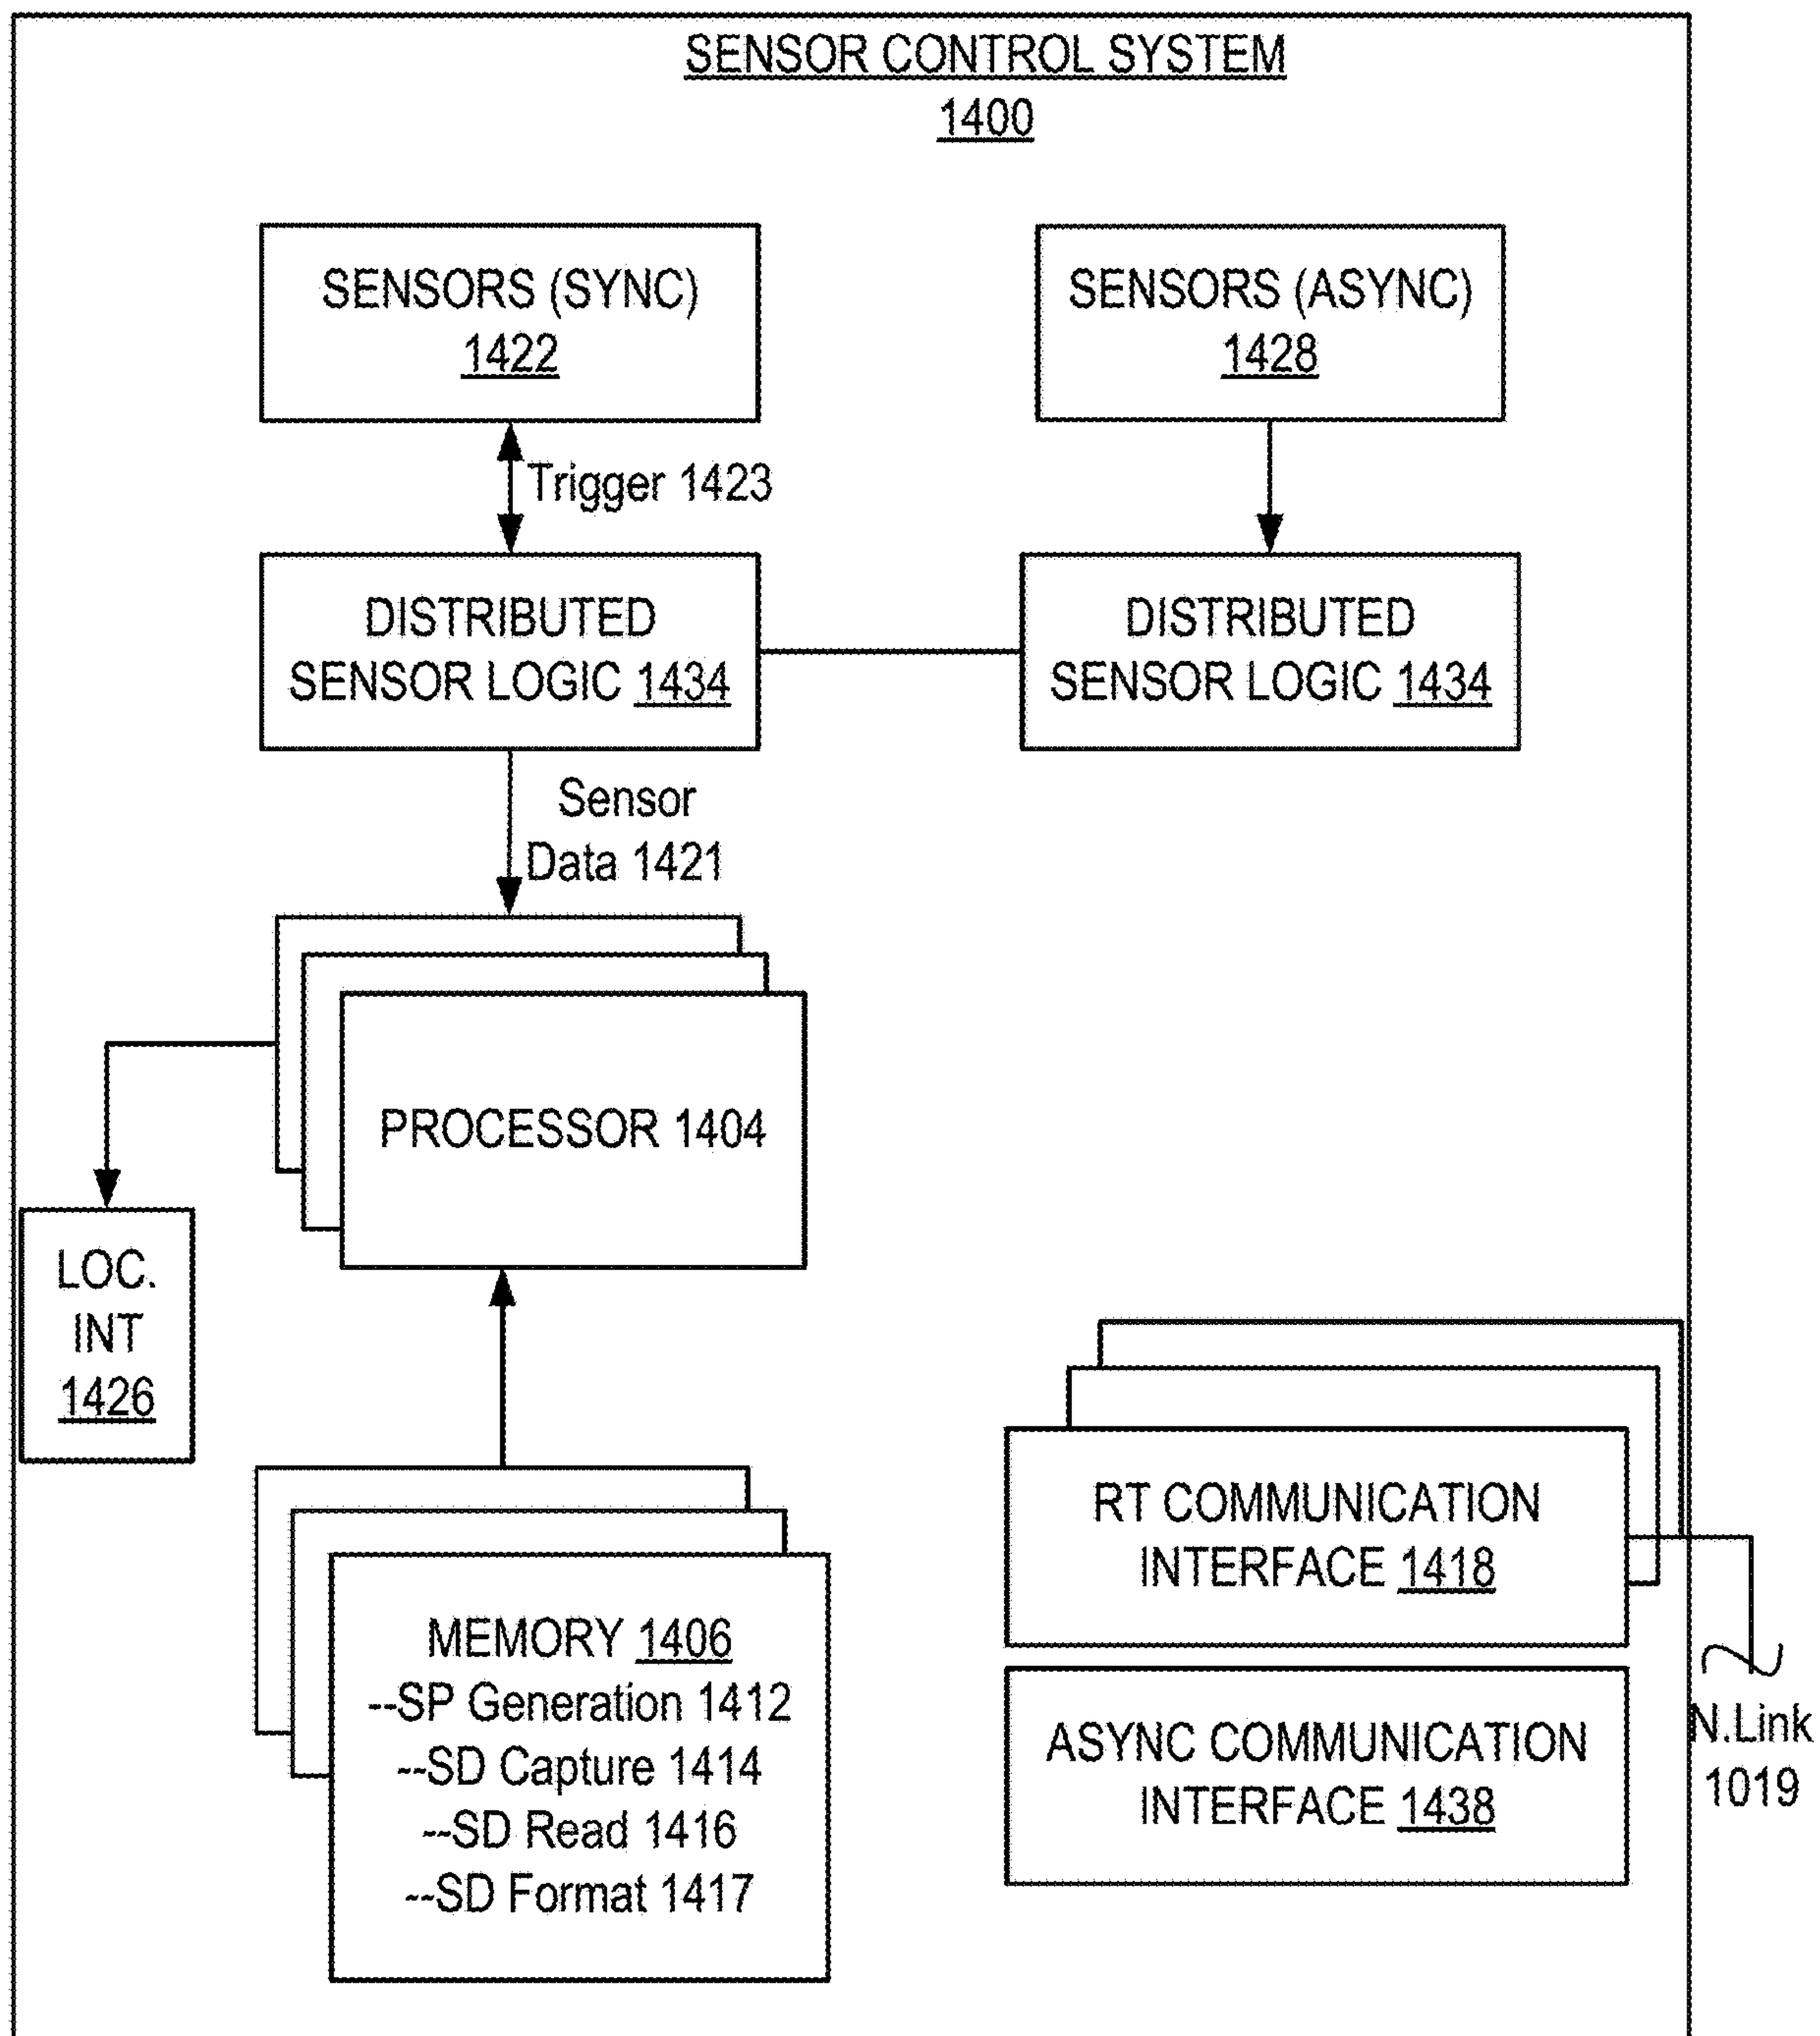 SENSOR CONTROL SYSTEM
1400
SENSORS (SYNC)
1422
SENSORS (ASYNC)
1428
Trigger 1423
DISTRIBUTED
SENSOR LOGIC 1434
DISTRIBUTED
SENSOR LOGIC 1434
Sensor
Data 1421
PROCESSOR 1404
LOC.
INT
1426
MEMORY 1406
--SP Generation 1412
--SD Capture 1414
--SD Read 1416
--SD Format 1417
RT COMMUNICATION
INTERFACE 1418
ASYNC COMMUNICATION
INTERFACE 1438
N.Link
1019